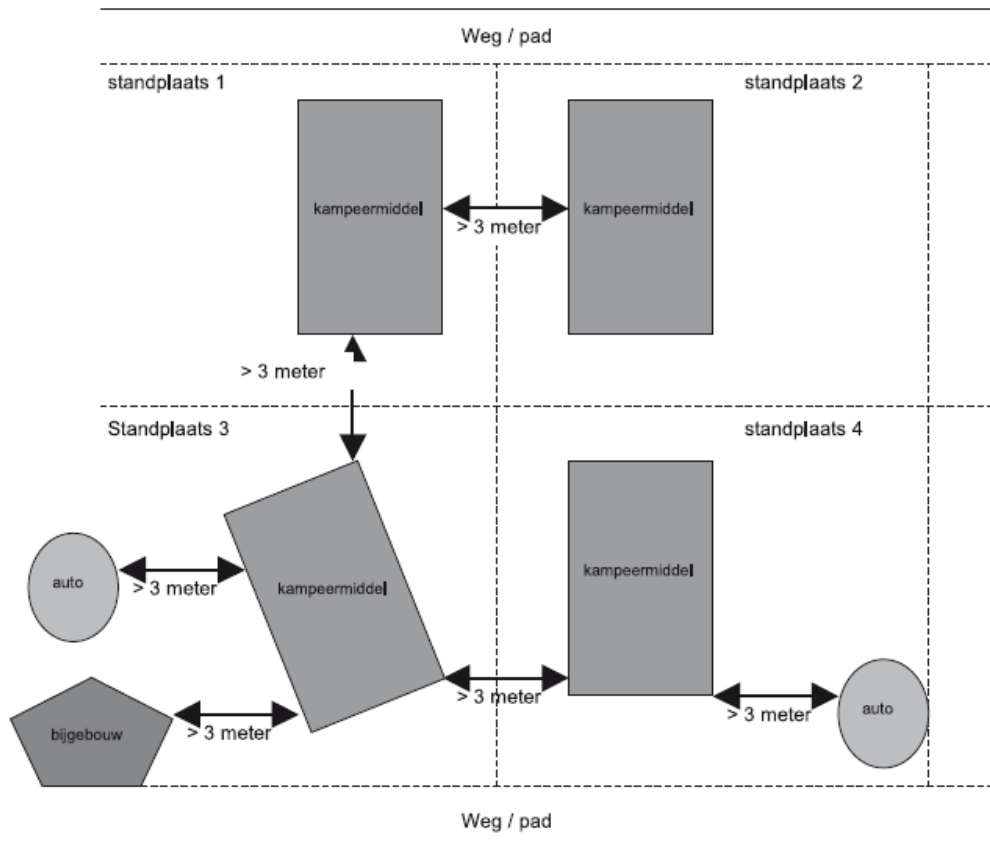 Weg / pad
standplaats 1
standplaats 2
kampeermiddel
kampeermiddel
> 3 meter
> 3 meter
Standplaats 3
standplaats 4
auto
> 3 meter
kampeermiddel
kampeermiddel
> 3 meter
bijgebouw
> 3 meter
auto
> 3 meter
Weg / pad